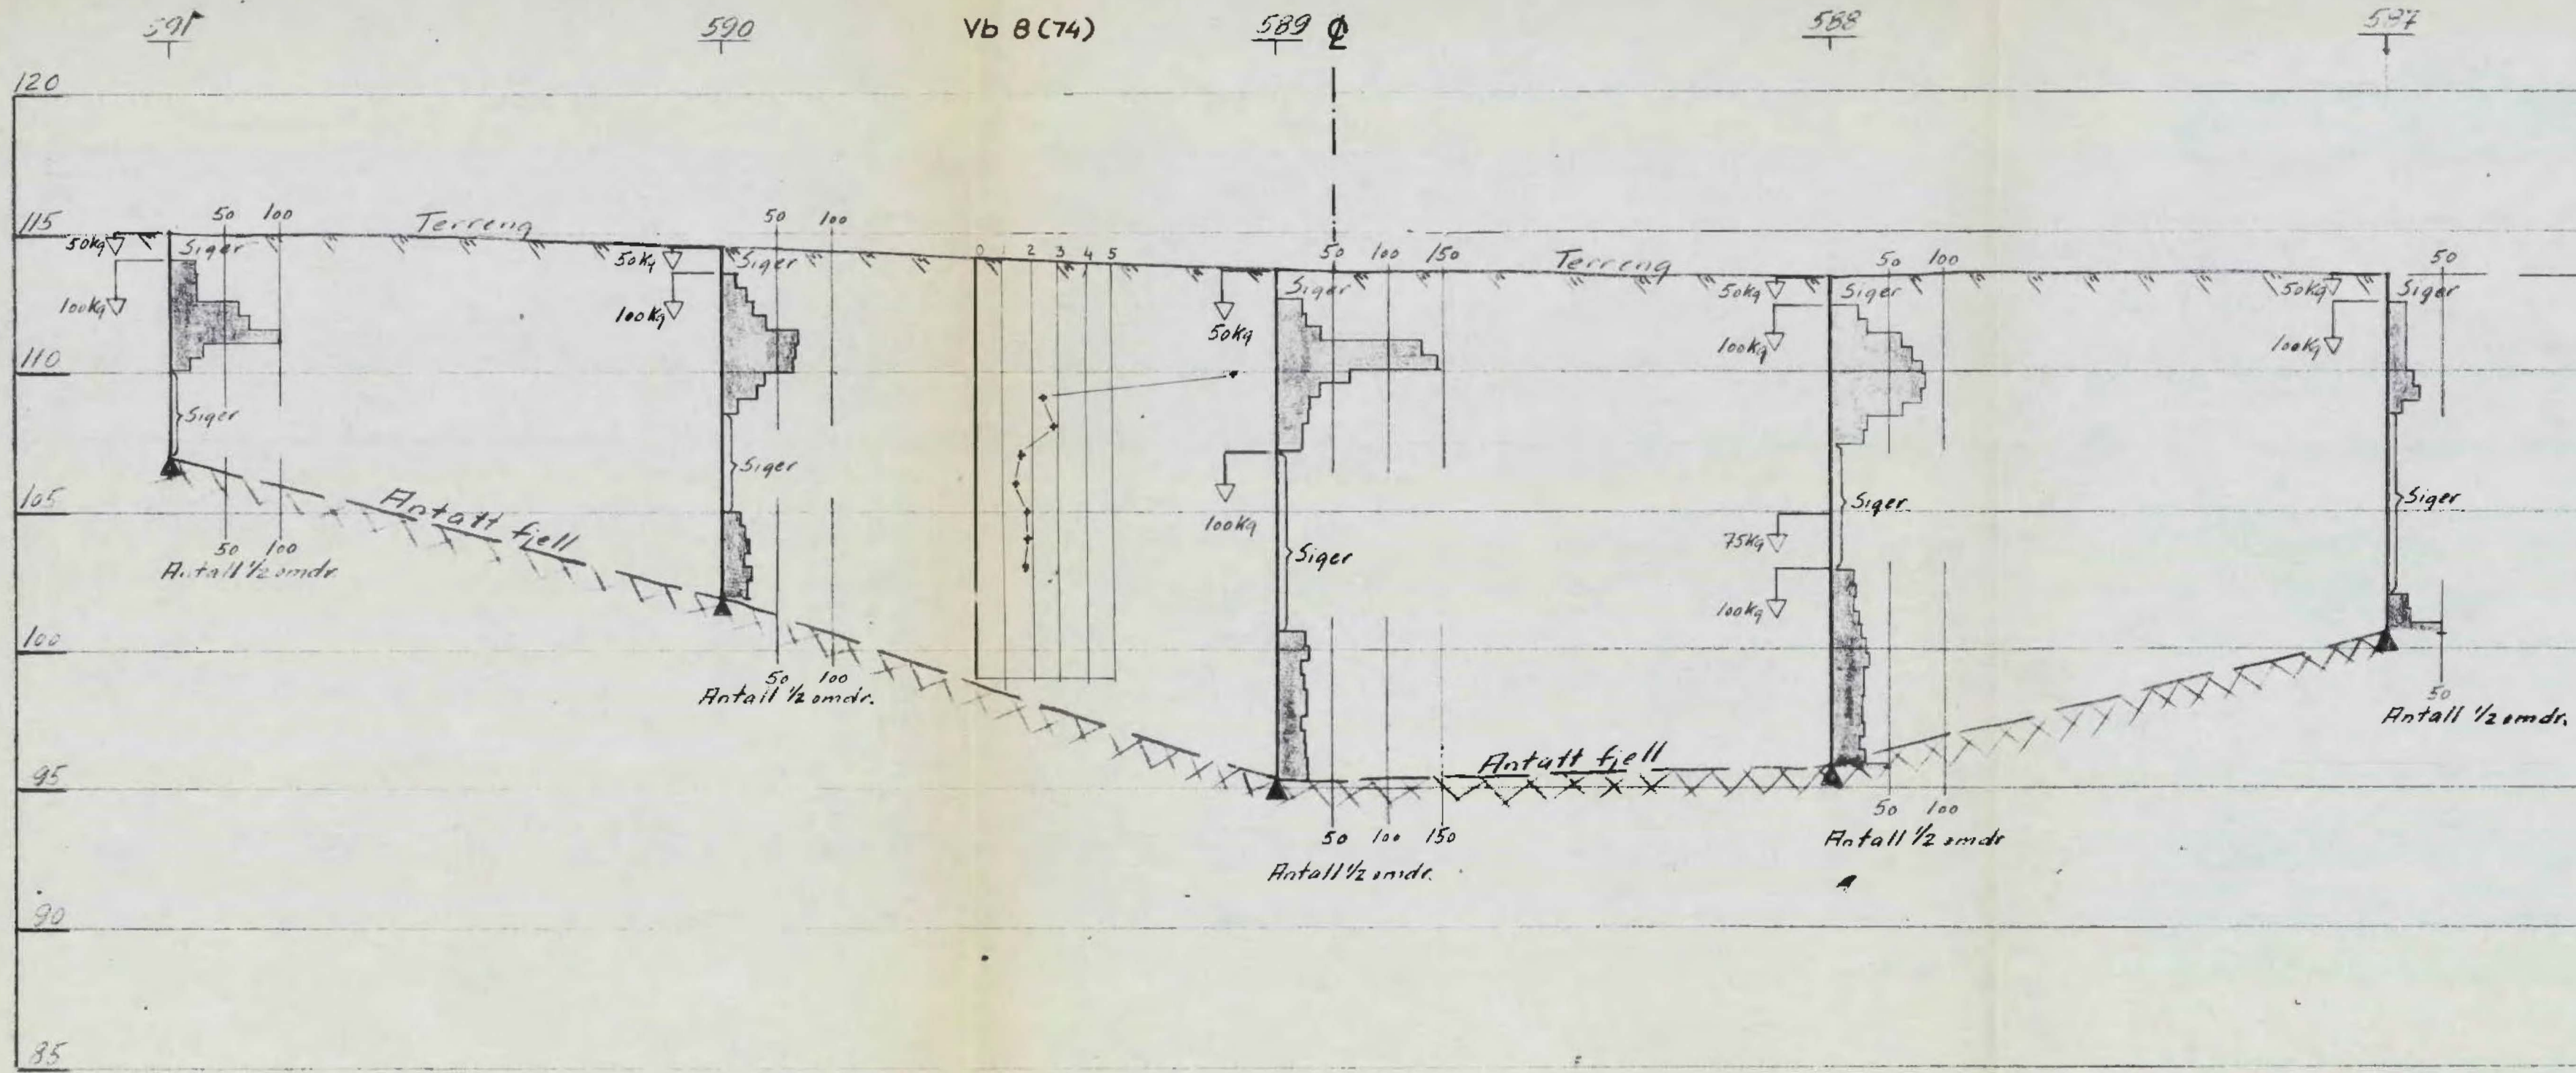 591
590
Vb 8 (74)
589 ℄
588
587
120
115
50 100
Terreng
50 100
0 1 2 3 4 5
50 100 150
Terreng
50 100
50
50kg
Siger
50kg
Siger
Siger
50kg
Siger
50kg
Siger
100kg
100kg
50kg
100kg
100kg
110
Siger
Siger
Siger
Siger
105
Antatt fjell
100kg
Siger
75kg
50 100
Antall 1/2 omdr.
100kg
100
50 100
Antall 1/2 omdr.
50
Antall 1/2 omdr.
95
Antatt fjell
50 100 150
Antall 1/2 omdr.
50 100
Antall 1/2 omdr
90
85